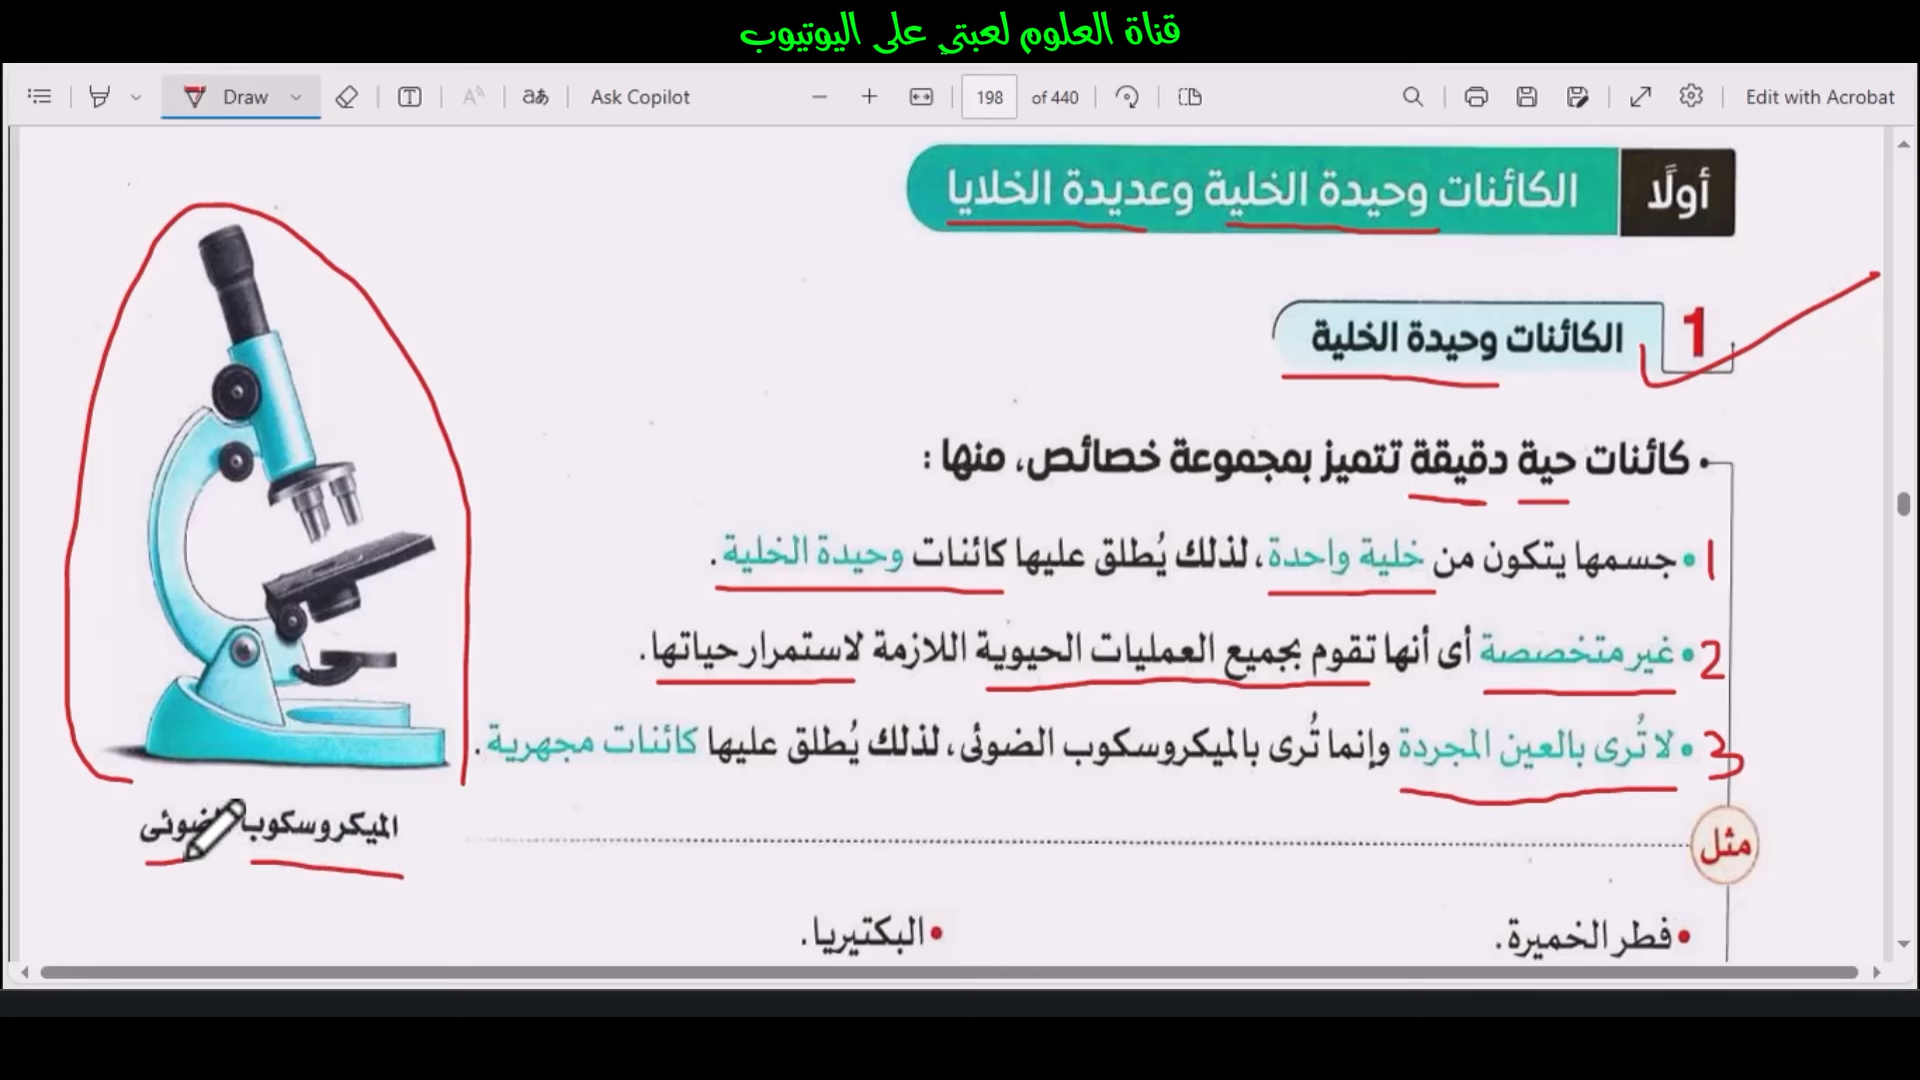 قناة العلوم لعبتي على اليوتيوب
Draw
Ask Copilot
198 of 440
Edit with Acrobat
أولًا الكائنات وحيدة الخلية وعديدة الخلايا
1 الكائنات وحيدة الخلية
• كائنات حية دقيقة تتميز بمجموعة خصائص، منها :
1 • جسمها يتكون من خلية واحدة، لذلك يُطلق عليها كائنات وحيدة الخلية .
2 • غير متخصصة أى أنها تقوم بجميع العمليات الحيوية اللازمة لاستمرار حياتها .
3 • لا تُرى بالعين المجردة وإنما تُرى بالميكروسكوب الضوئى، لذلك يُطلق عليها كائنات مجهرية .
الميكروسكوب الضوئى
مثل
• فطر الخميرة .
• البكتيريا .